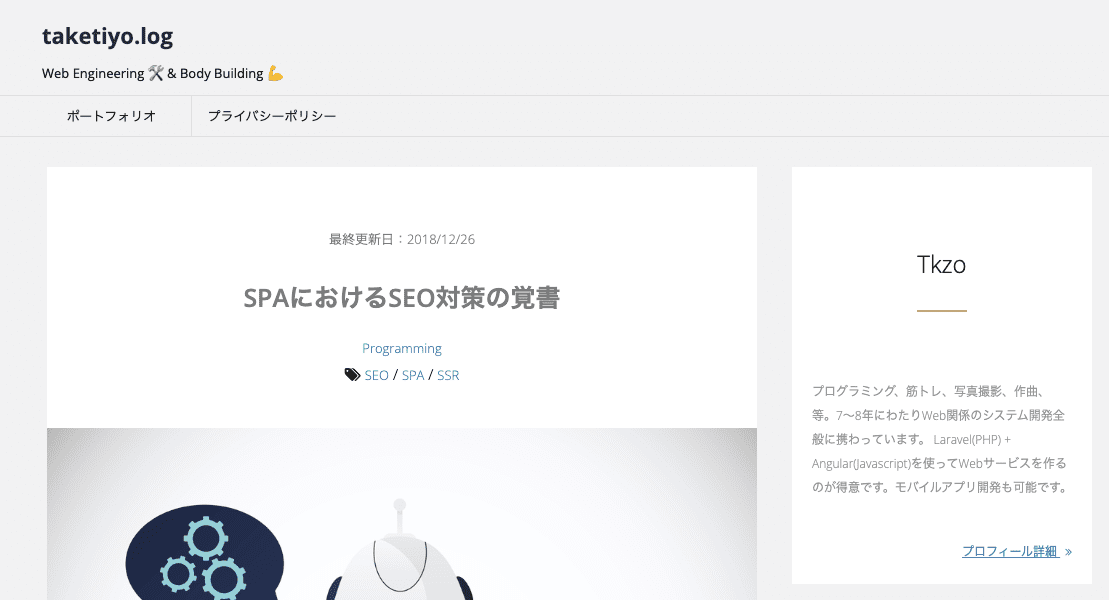 taketiyo.log
Web Engineering 🛠 & Body Building 💪
ポートフォリオ
プライバシーポリシー
最終更新日：2018/12/26
SPAにおけるSEO対策の覚書
Programming
SEO / SPA / SSR
Tkzo
プログラミング、筋トレ、写真撮影、作曲、
等。7〜8年にわたりWeb関係のシステム開発全
般に携わっています。 Laravel(PHP) +
Angular(Javascript)を使ってWebサービスを作る
のが得意です。モバイルアプリ開発も可能です。
プロフィール詳細 »